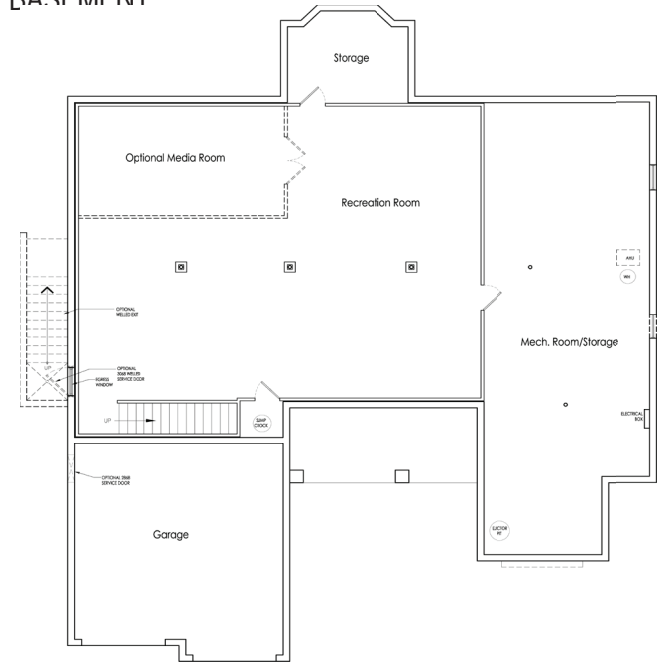 BASEMENT
Storage
Optional Media Room
Recreation Room
AHU
WH
OPTIONAL
WELLED EXIT
Mech. Room/Storage
UP
OPTIONAL
3068 WELLED
SERVICE DOOR
EGRESS
WINDOW
ELECTRICAL
BOX
UP
SUMP
CROCK
OPTIONAL 2868
SERVICE DOOR
Garage
EJECTOR
PIT